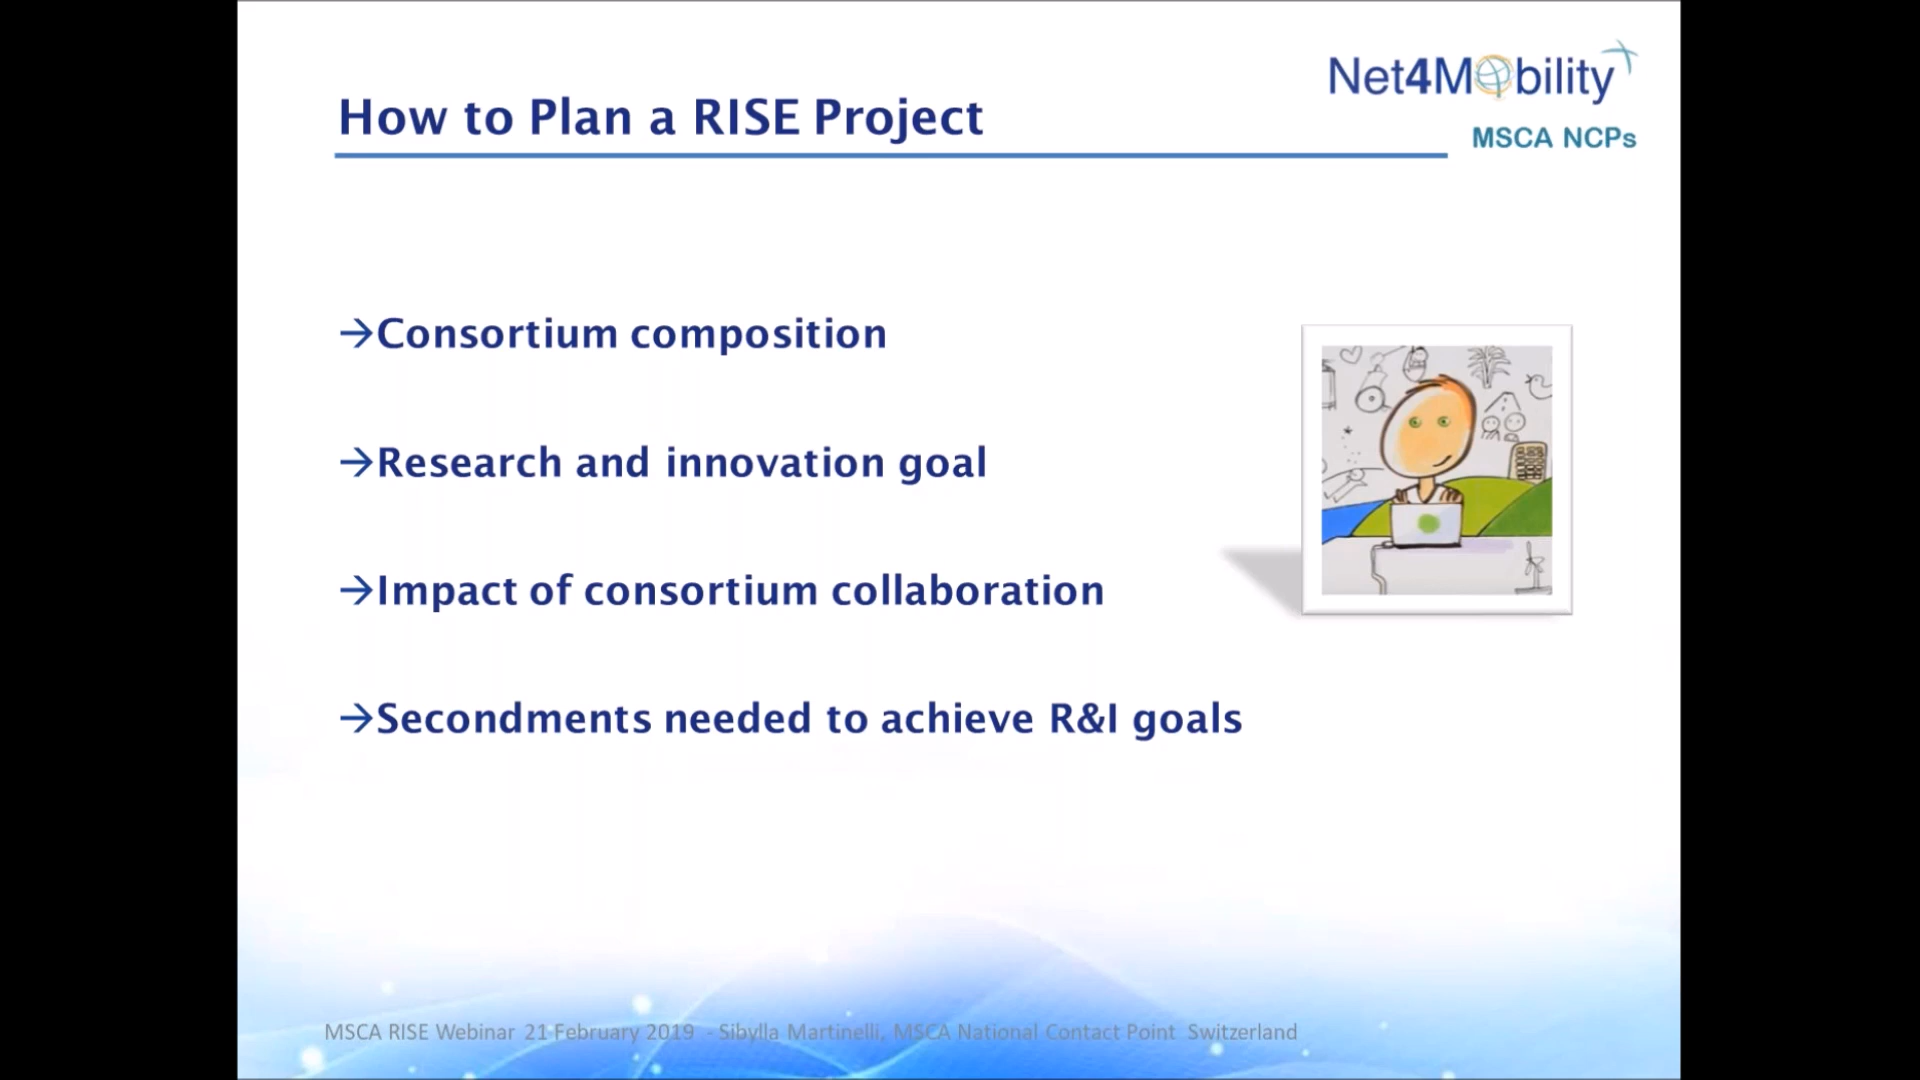 Net4Mobility
MSCA NCPs
How to Plan a RISE Project
→Consortium composition
→Research and innovation goal
→Impact of consortium collaboration
→Secondments needed to achieve R&I goals
MSCA RISE Webinar 21 February 2019 - Sibylla Martinelli, MSCA National Contact Point Switzerland